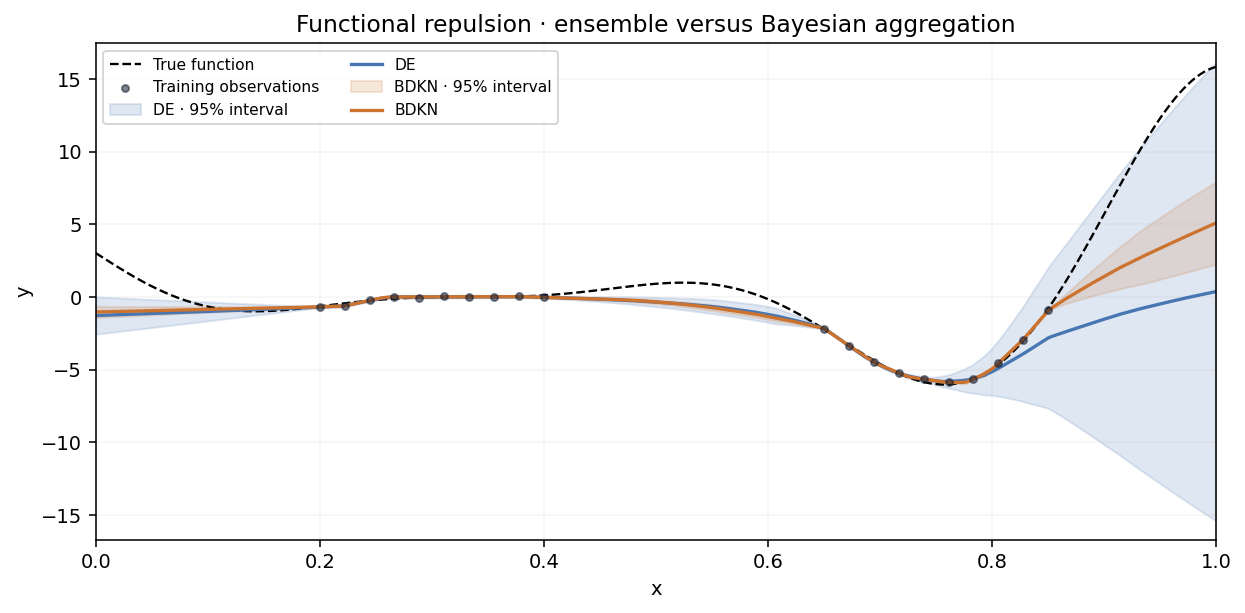 Functional repulsion · ensemble versus Bayesian aggregation
True function
Training observations
DE · 95% interval
DE
BDKN · 95% interval
BDKN
15
10
5
0
−5
−10
−15
y
0.0
0.2
0.4
0.6
0.8
1.0
x